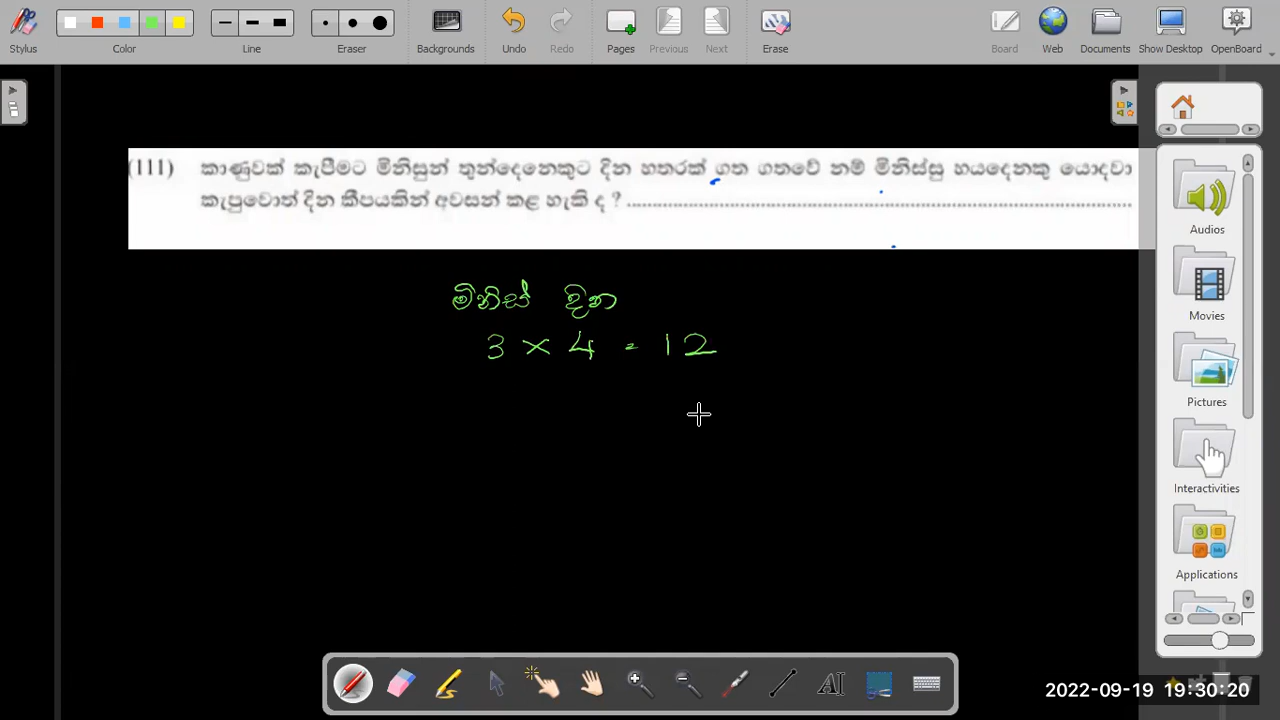 Stylus Color Line Eraser Backgrounds Undo Redo Pages Previous Next Erase Board Web Documents Show Desktop OpenBoard
(111) කාණුවක් කැපීමට මිනිසුන් තුන්දෙනෙකුට දින හතරක් ගත ගතවේ නම් මිනිස්සු හයදෙනකු යොදවා
කැපුවොත් දින කීපයකින් අවසන් කළ හැකි ද ? ........................................................
මිනිස් දින
3 × 4 = 12
Audios
Movies
Pictures
Interactivities
Applications
2022-09-19 19:30:20